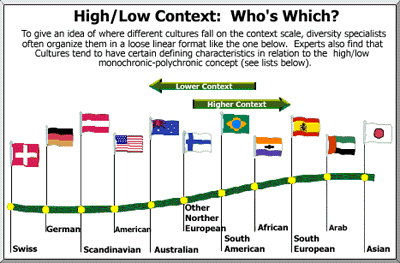 High/Low Context:  Who's Which?
To give an idea of where different cultures fall on the context scale, diversity specialists
often organize them in a loose linear format like the one below.  Experts also find that
Cultures tend to have certain defining characteristics in relation to the  high/low
monochronic-polychronic concept (see lists below).
Lower Context
Higher Context
Swiss
German
Scandinavian
American
Australian
Other
Norther
European
South
American
African
South
European
Arab
Asian